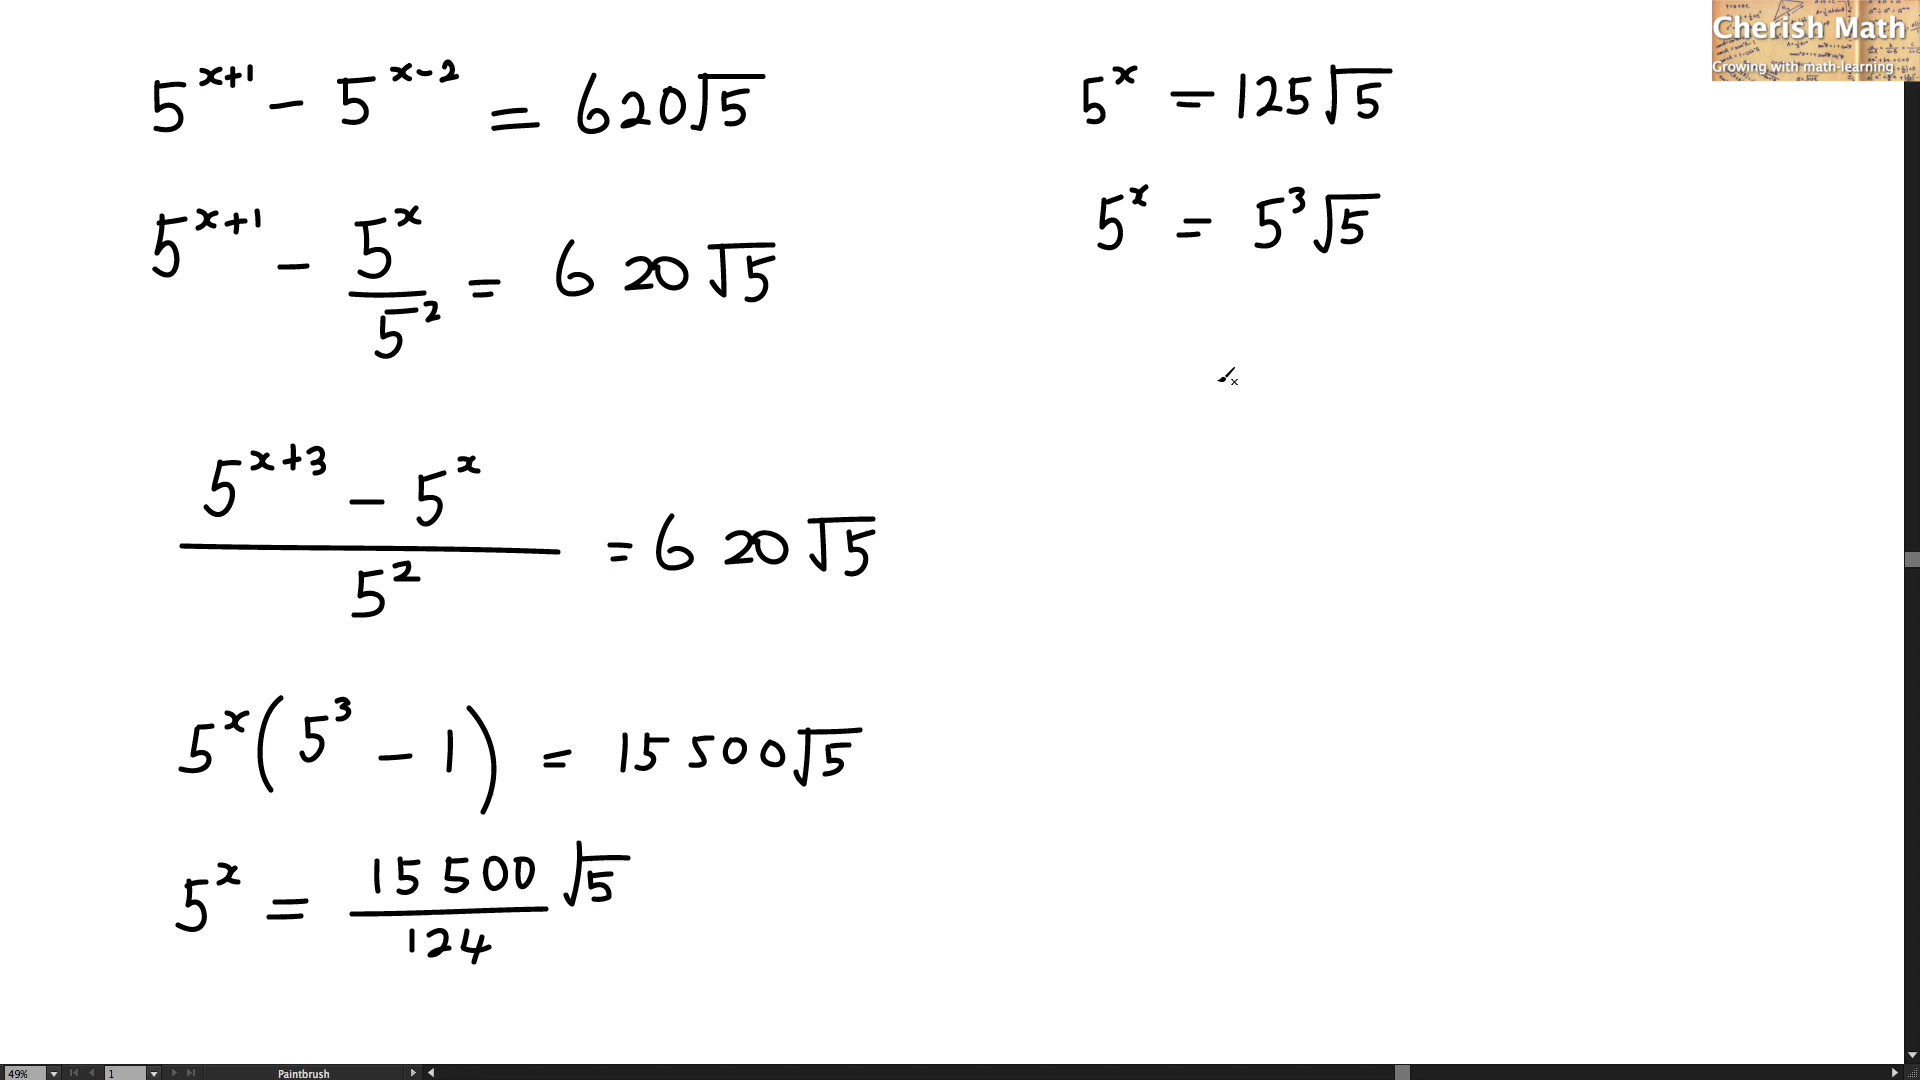 5^{x+1} - 5^{x-2} = 620√5
5^{x+1} - 5^x/5^2 = 620√5
(5^{x+3} - 5^x)/5^2 = 620√5
5^x(5^3 - 1) = 15500√5
5^x = 15500/124 √5
5^x = 125√5
5^x = 5^3√5
Cherish Math
Growing with math-learning
49%
1
Paintbrush